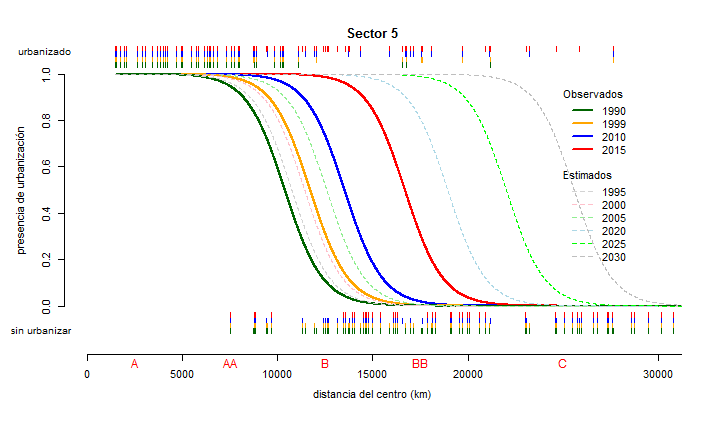 Sector 5
urbanizado
presencia de urbanización
1.0
0.8
0.6
0.4
0.2
0.0
Observados
1990
1999
2010
2015
Estimados
1995
2000
2005
2020
2025
2030
sin urbanizar
A AA B BB C
0 5000 10000 15000 20000 30000
distancia del centro (km)